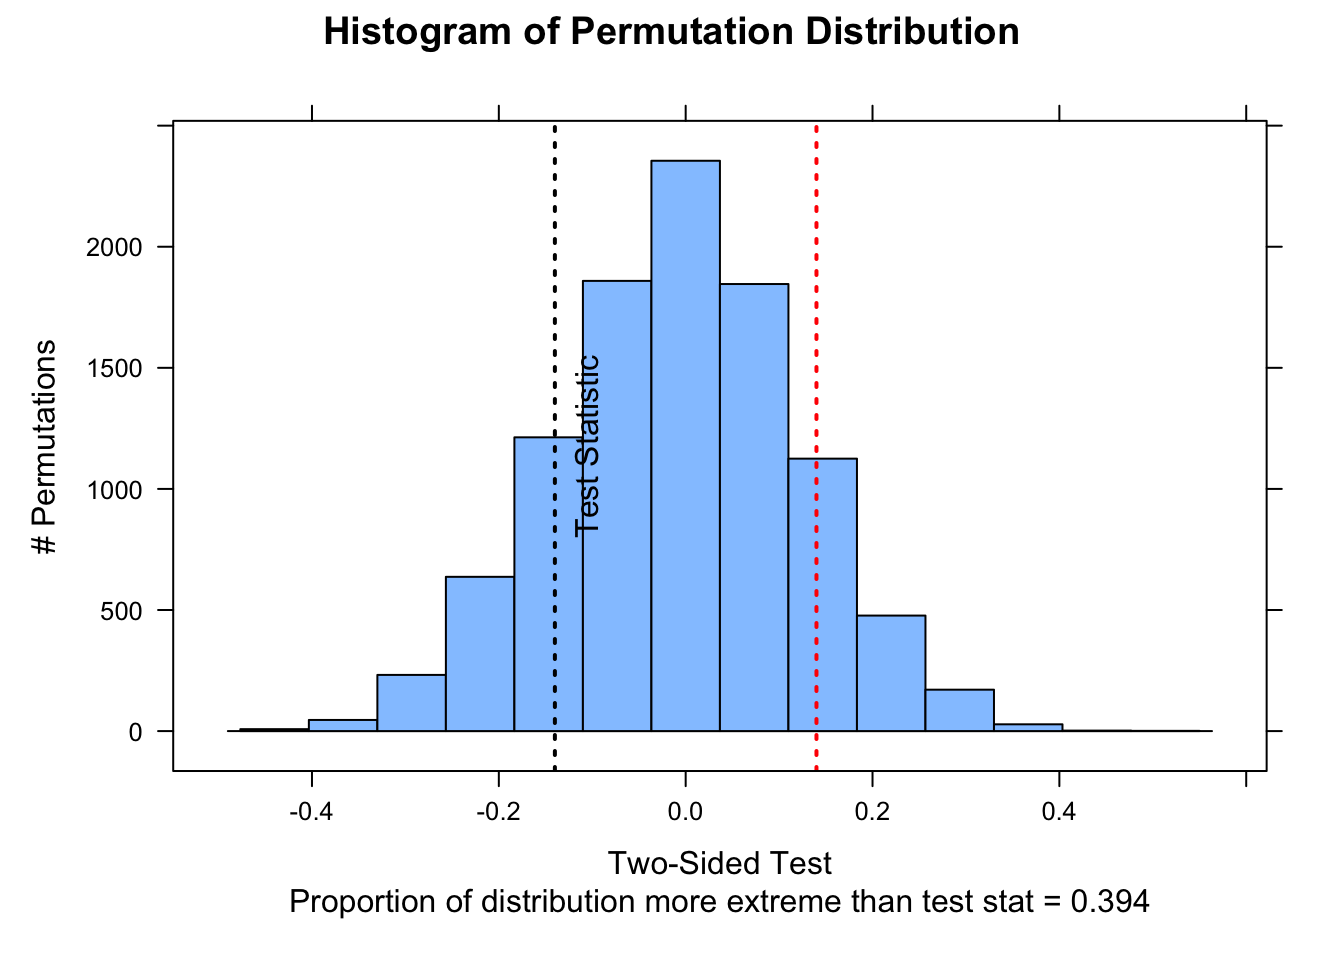 Histogram of Permutation Distribution
# Permutations
2000
1500
1000
500
0
Test Statistic
-0.4 -0.2 0.0 0.2 0.4
Two-Sided Test
Proportion of distribution more extreme than test stat = 0.394